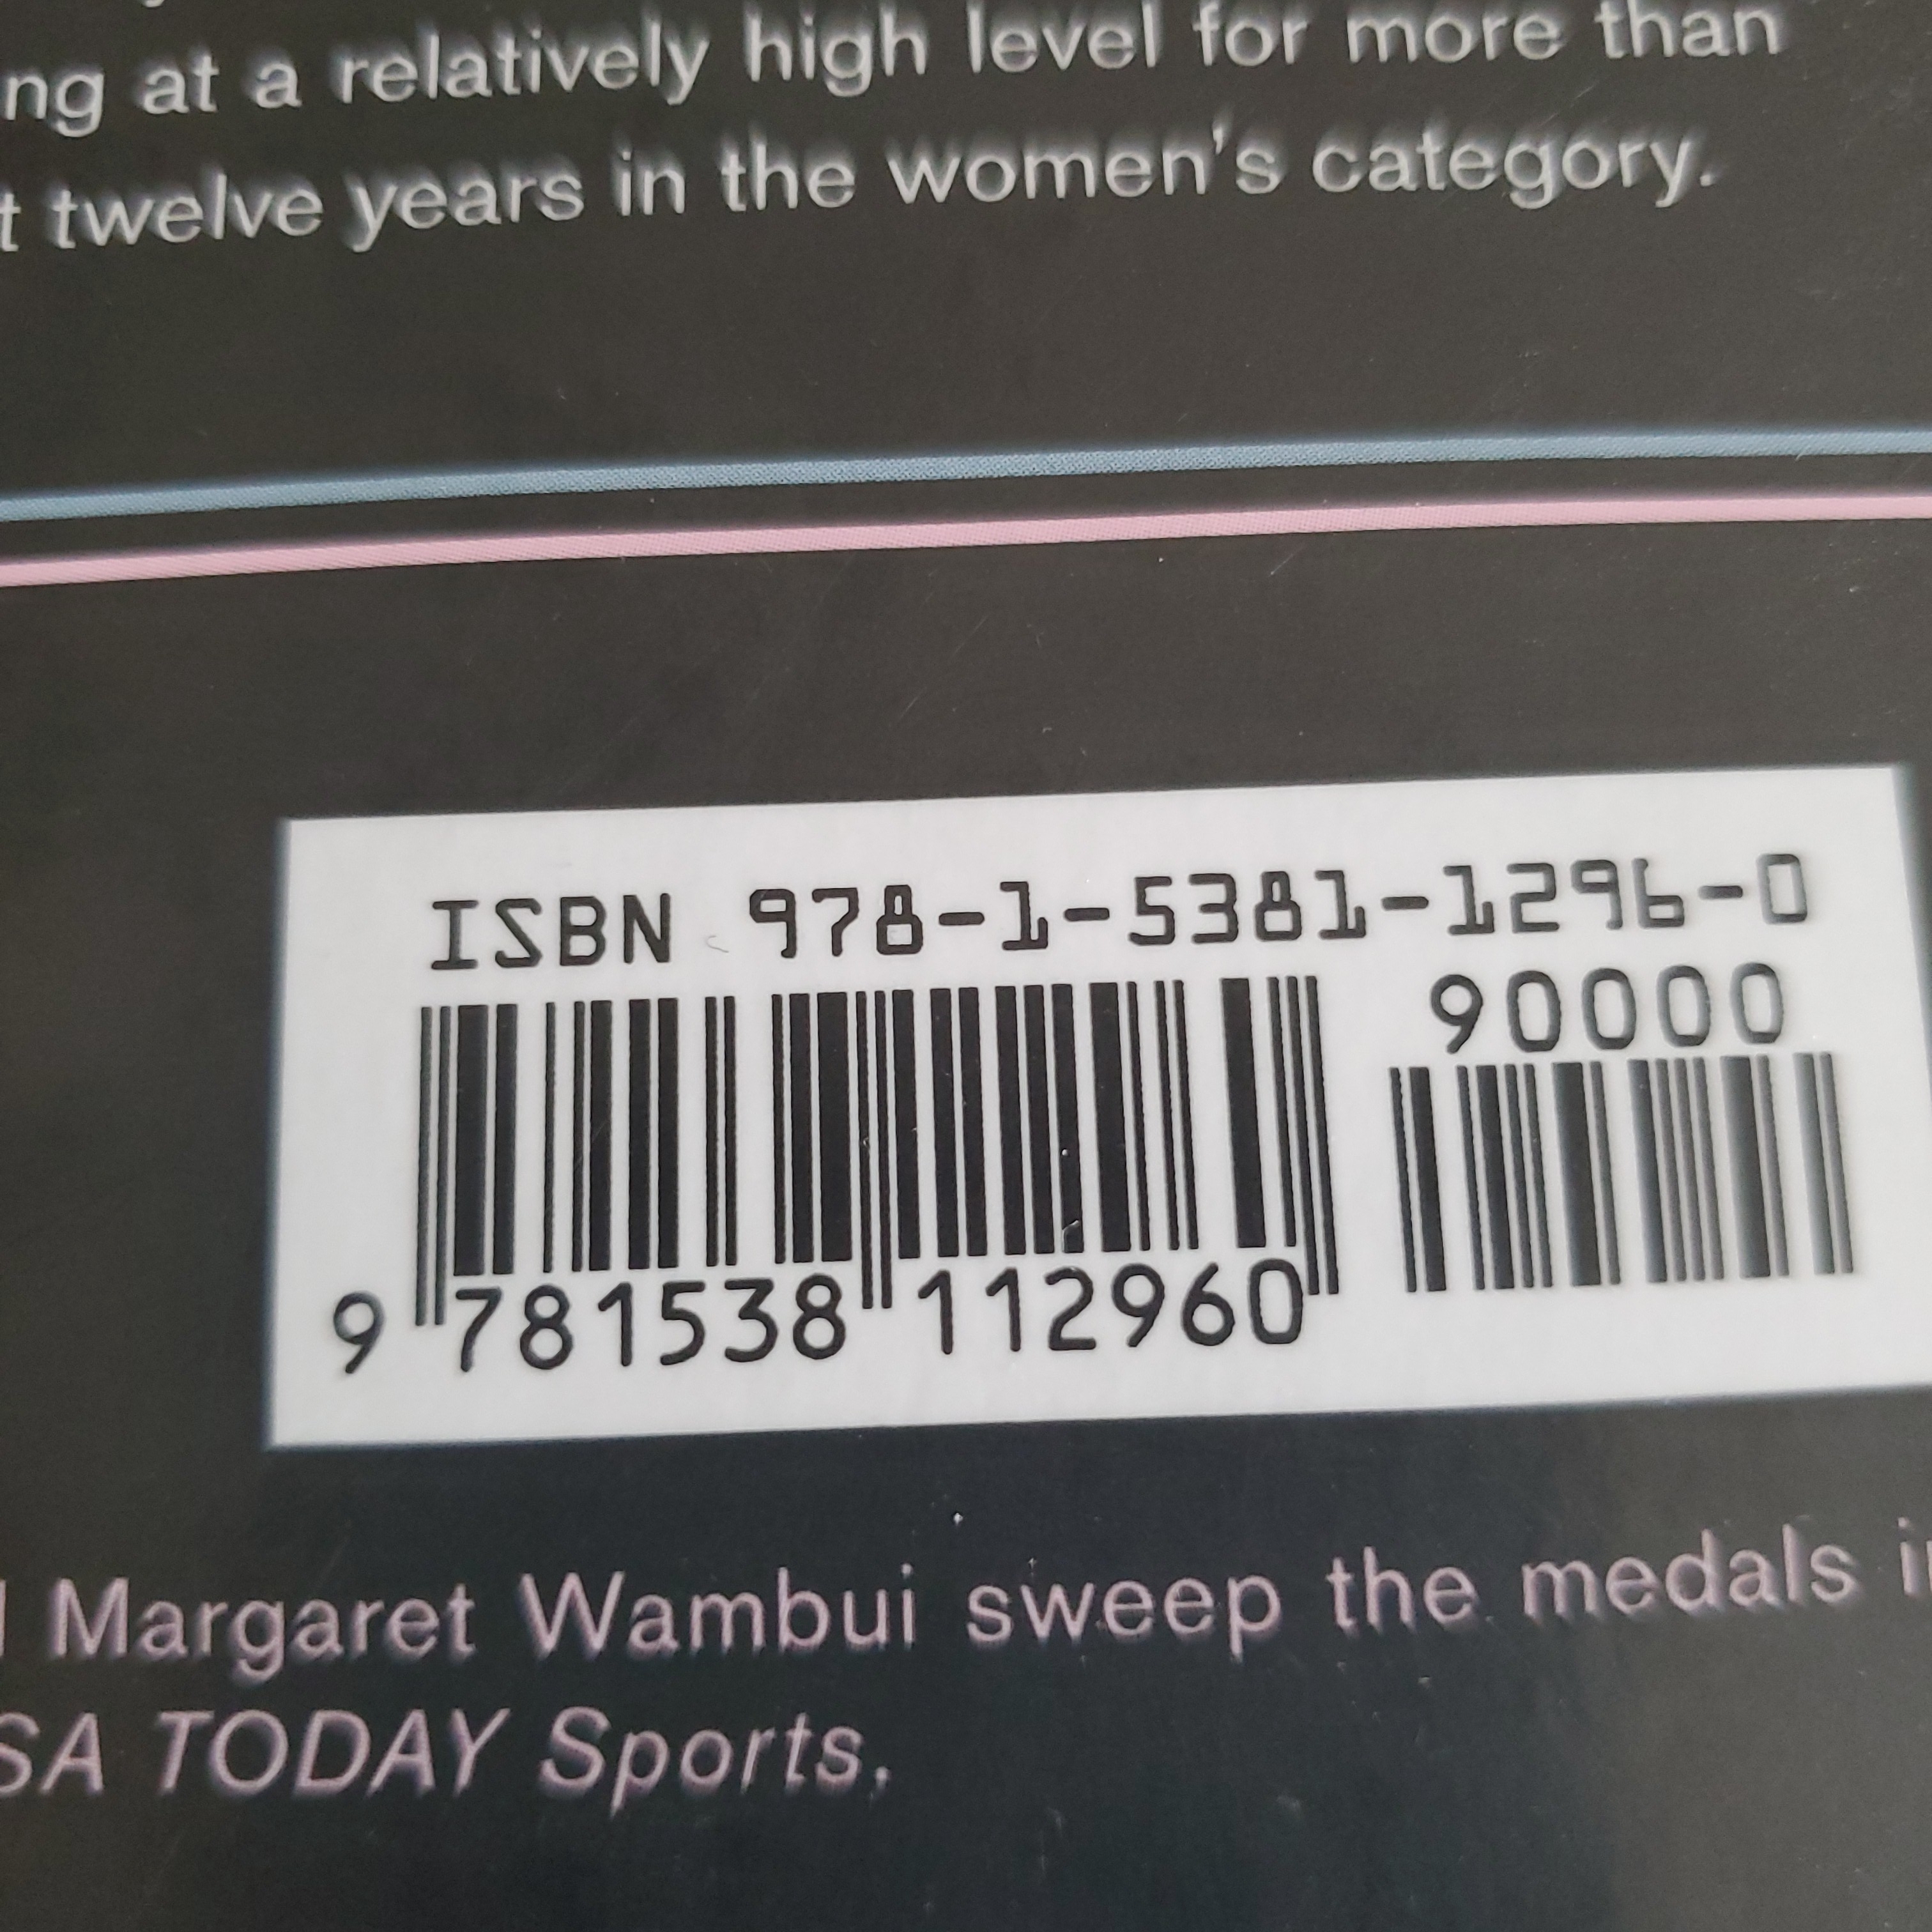 ng at a relatively high level for more than
t twelve years in the women's category.
ISBN 978-1-5381-1296-0
90000
9 781538 112960
Margaret Wambui sweep the medals i
SA TODAY Sports,